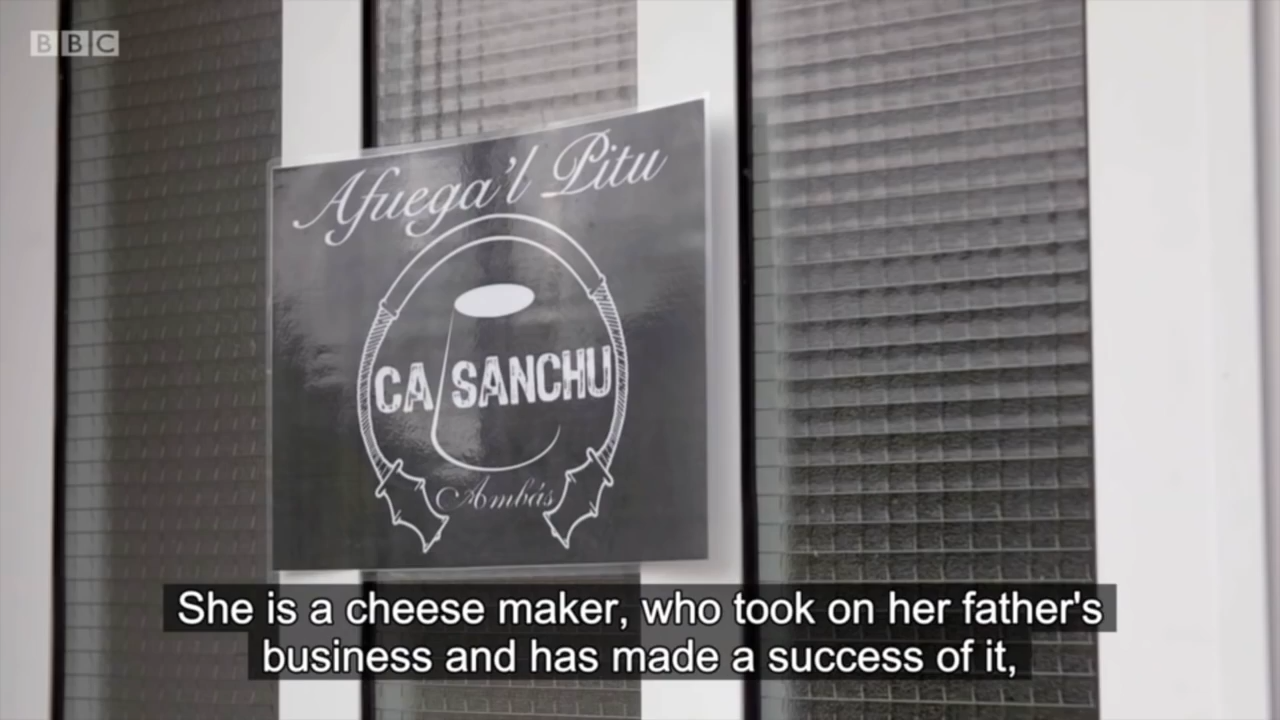 BBC
Afuega'l Pitu
CA SANCHU
Ambás
She is a cheese maker, who took on her father's
business and has made a success of it,